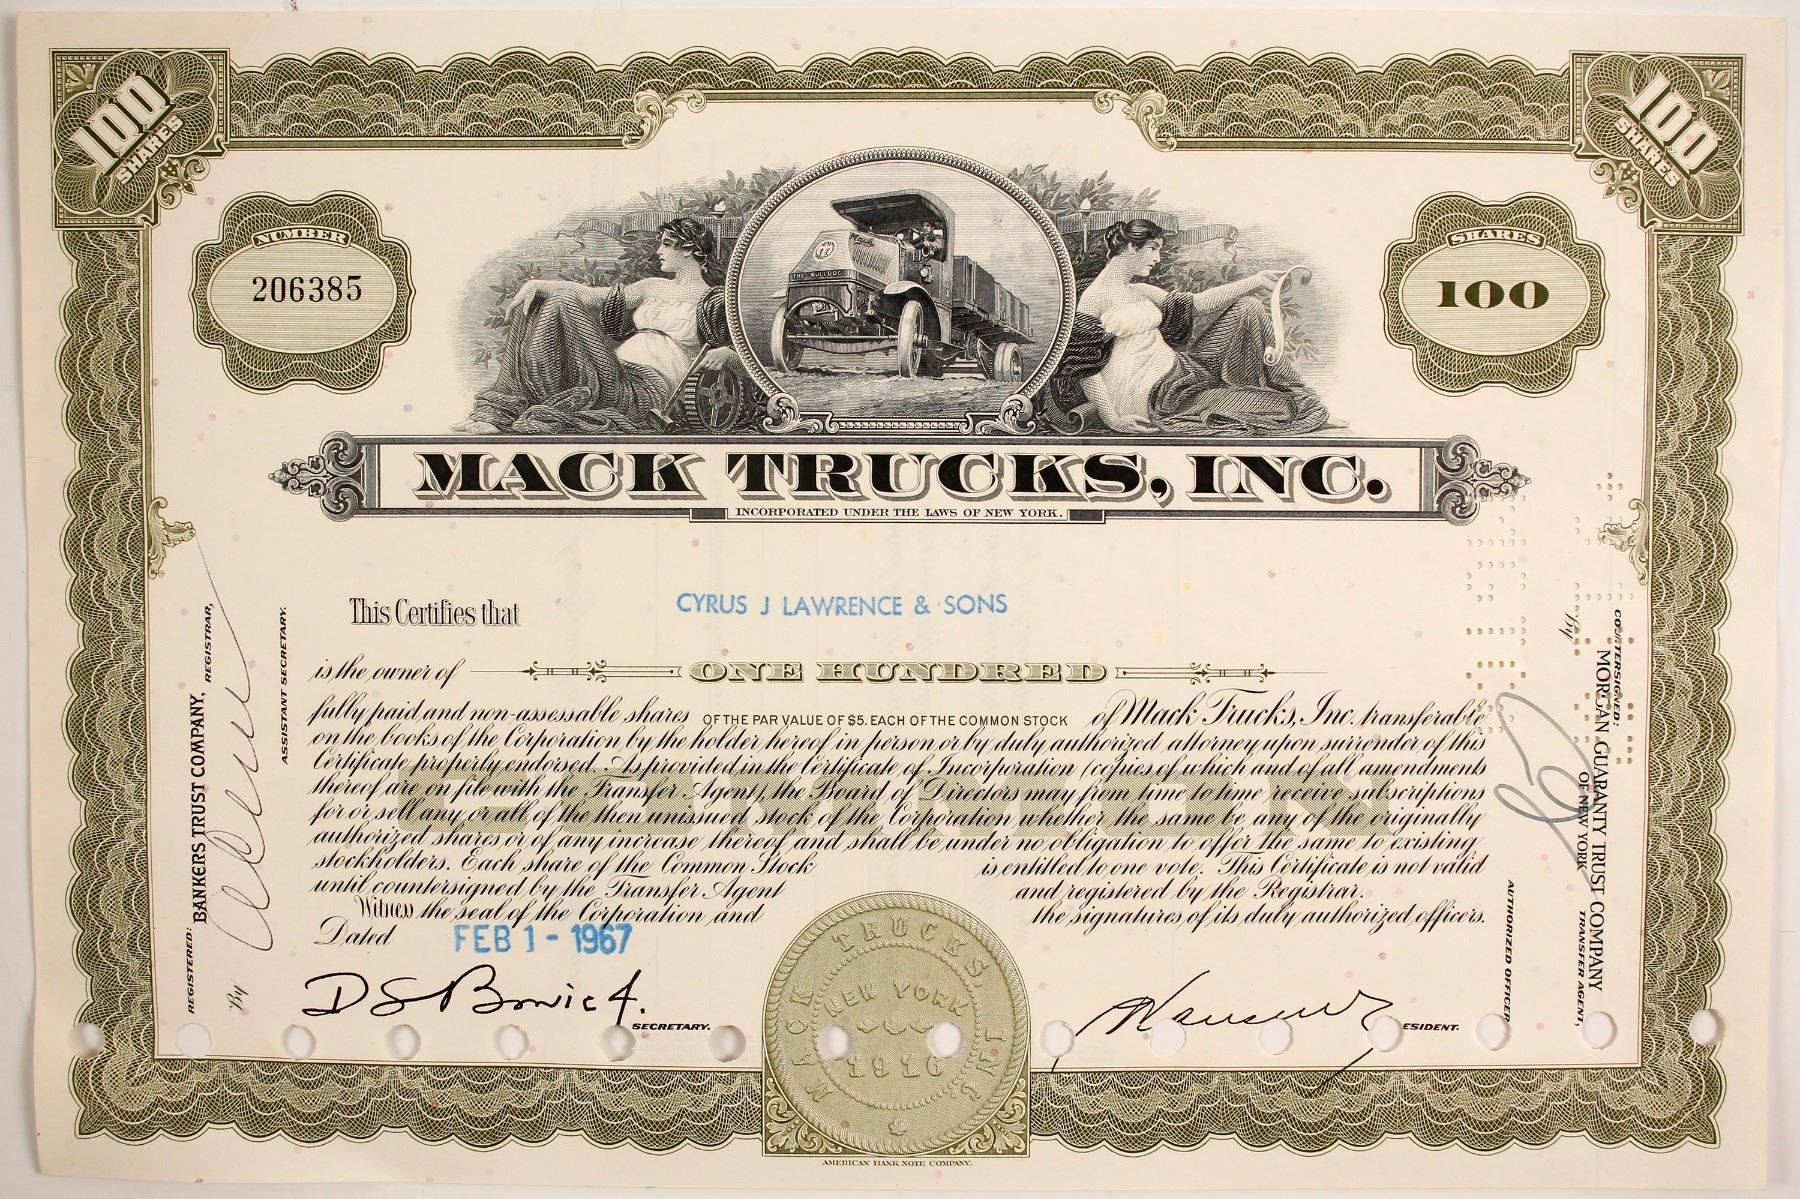 100 SHARES
100 SHARES
NUMBER
206385
SHARES
100
Mack
THE BULLDOG
MACK TRUCKS, INC.
INCORPORATED UNDER THE LAWS OF NEW YORK.
This Certifies that CYRUS J LAWRENCE & SONS
is the owner of ONE HUNDRED
fully paid and non-assessable shares OF THE PAR VALUE OF $5. EACH OF THE COMMON STOCK of Mack Trucks, Inc. transferable
on the books of the Corporation by the holder hereof in person or by duly authorized attorney upon surrender of this
Certificate properly endorsed. As provided in the Certificate of Incorporation (copies of which and of all amendments
thereof are on file with the Transfer Agent), the Board of Directors may from time to time receive subscriptions
for or sell any or all of the then unissued stock of the Corporation whether the same be any of the originally
authorized shares or of any increase thereof and shall be under no obligation to offer the same to existing
stockholders. Each share of the Common Stock is entitled to one vote. This Certificate is not valid
until countersigned by the Transfer Agent and registered by the Registrar.
Witness the seal of the Corporation and the signatures of its duly authorized officers.
Dated FEB 1 - 1967
COMMON
D S Bowick.
SECRETARY.
ESIDENT.
MACK TRUCKS, INC.
NEW YORK
1916
AMERICAN BANK NOTE COMPANY.
REGISTERED:
BANKERS TRUST COMPANY,
REGISTRAR,
By
ASSISTANT SECRETARY.
COUNTERSIGNED:
MORGAN GUARANTY TRUST COMPANY
OF NEW YORK
TRANSFER AGENT,
by
AUTHORIZED OFFICER